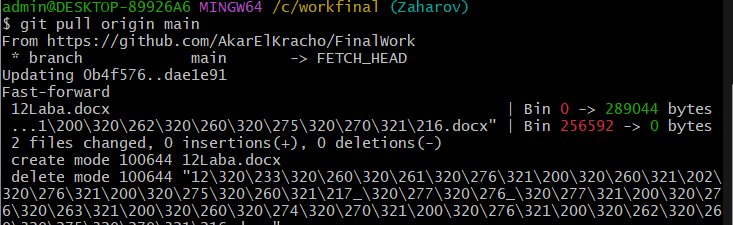 admin@DESKTOP-89926A6 MINGW64 /c/workfinal (Zaharov)
$ git pull origin main
From https://github.com/AkarElKracho/FinalWork
 * branch            main       -> FETCH_HEAD
Updating 0b4f576..dae1e91
Fast-forward
 12Laba.docx | Bin 0 -> 289044 bytes
 ...1\200\320\262\320\260\320\275\320\270\321\216.docx" | Bin 256592 -> 0 bytes
 2 files changed, 0 insertions(+), 0 deletions(-)
 create mode 100644 12Laba.docx
 delete mode 100644 "12\320\233\320\260\320\261\320\276\321\200\320\260\321\202\
320\276\321\200\320\275\320\260\321\217_\320\277\320\276_\320\277\321\200\320\27
6\320\263\321\200\320\260\320\274\320\270\321\200\320\276\321\200\320\262\320\26